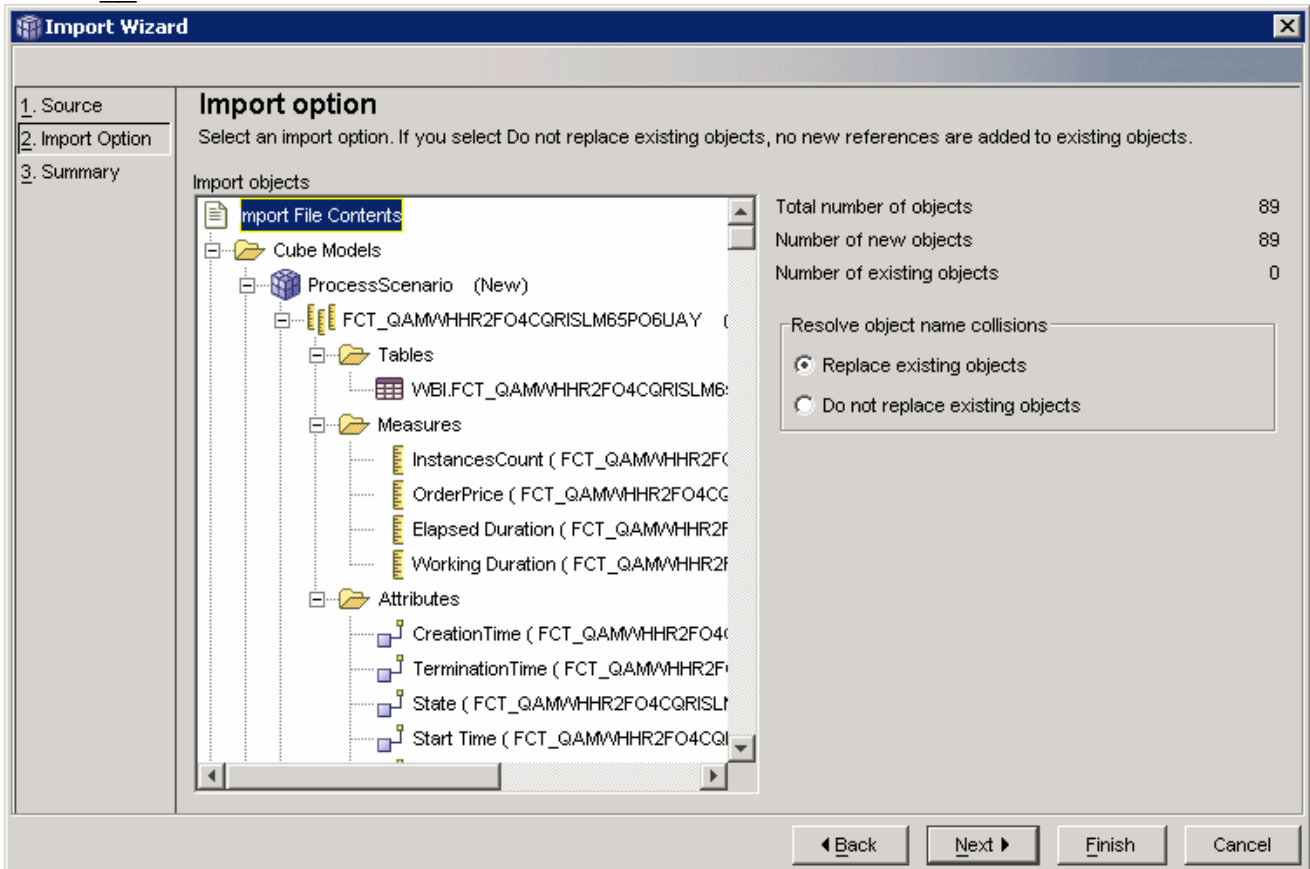 Import Wizard
1. Source
2. Import Option
3. Summary
Import option
Select an import option. If you select Do not replace existing objects, no new references are added to existing objects.
Import objects
Import File Contents
Cube Models
ProcessScenario (New)
FCT_QAMWHHR2FO4CQRISLM65PO6UAY (
Tables
WBI.FCT_QAMWHHR2FO4CQRISLM6
Measures
InstancesCount ( FCT_QAMWHHR2FO
OrderPrice ( FCT_QAMWHHR2FO4CQ
Elapsed Duration ( FCT_QAMWHHR2F
Working Duration ( FCT_QAMWHHR2F
Attributes
CreationTime ( FCT_QAMWHHR2FO4
TerminationTime ( FCT_QAMWHHR2F
State ( FCT_QAMWHHR2FO4CQRISL
Start Time ( FCT_QAMWHHR2FO4CQ
Total number of objects 89
Number of new objects 89
Number of existing objects 0
Resolve object name collisions
Replace existing objects
Do not replace existing objects
Back
Next
Finish
Cancel